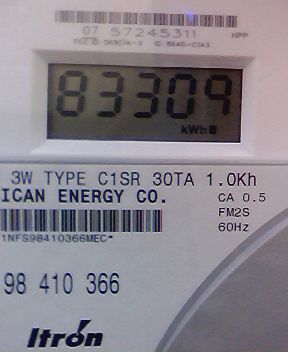 07 57245311 HPP
83309
kWh
3W TYPE C1SR 30TA 1.0Kh
ICAN ENERGY CO. CA 0.5
FM2S
60Hz
1NFS98410366MEC*
98 410 366
Itron